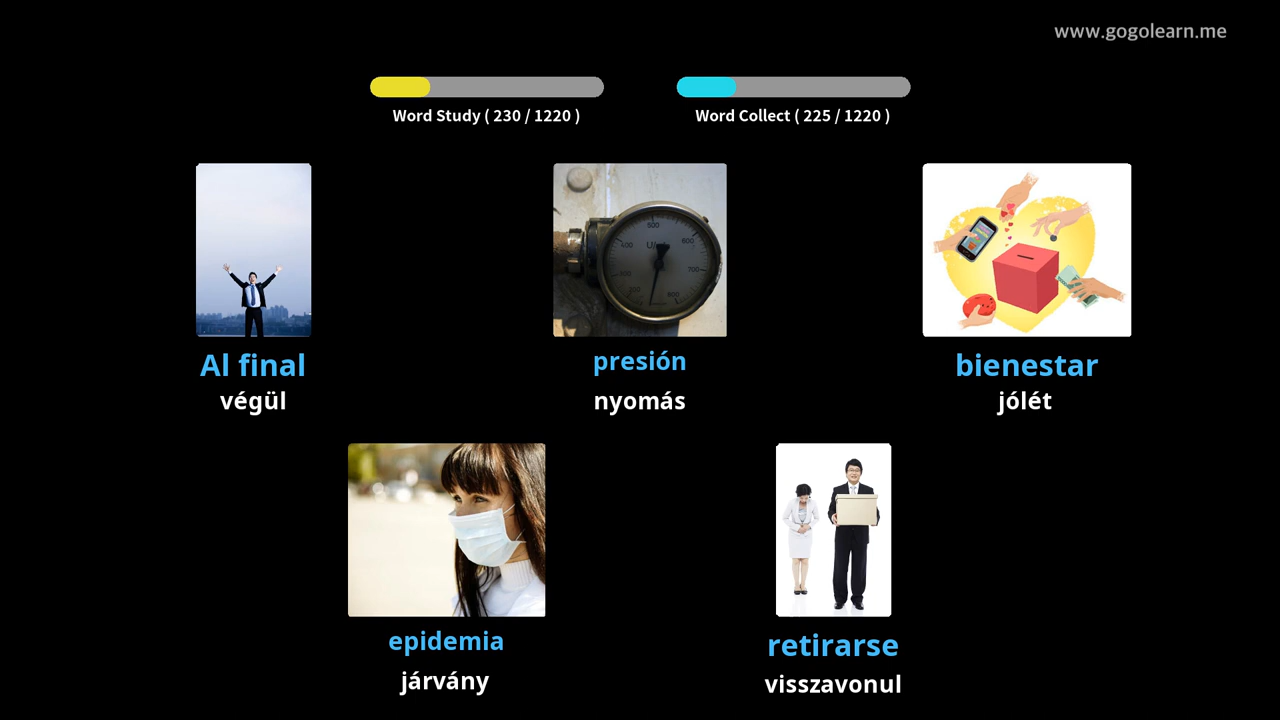 www.gogolearn.me
Word Study ( 230 / 1220 )
Word Collect ( 225 / 1220 )
Al final
végül
presión
nyomás
bienestar
jólét
epidemia
járvány
retirarse
visszavonul